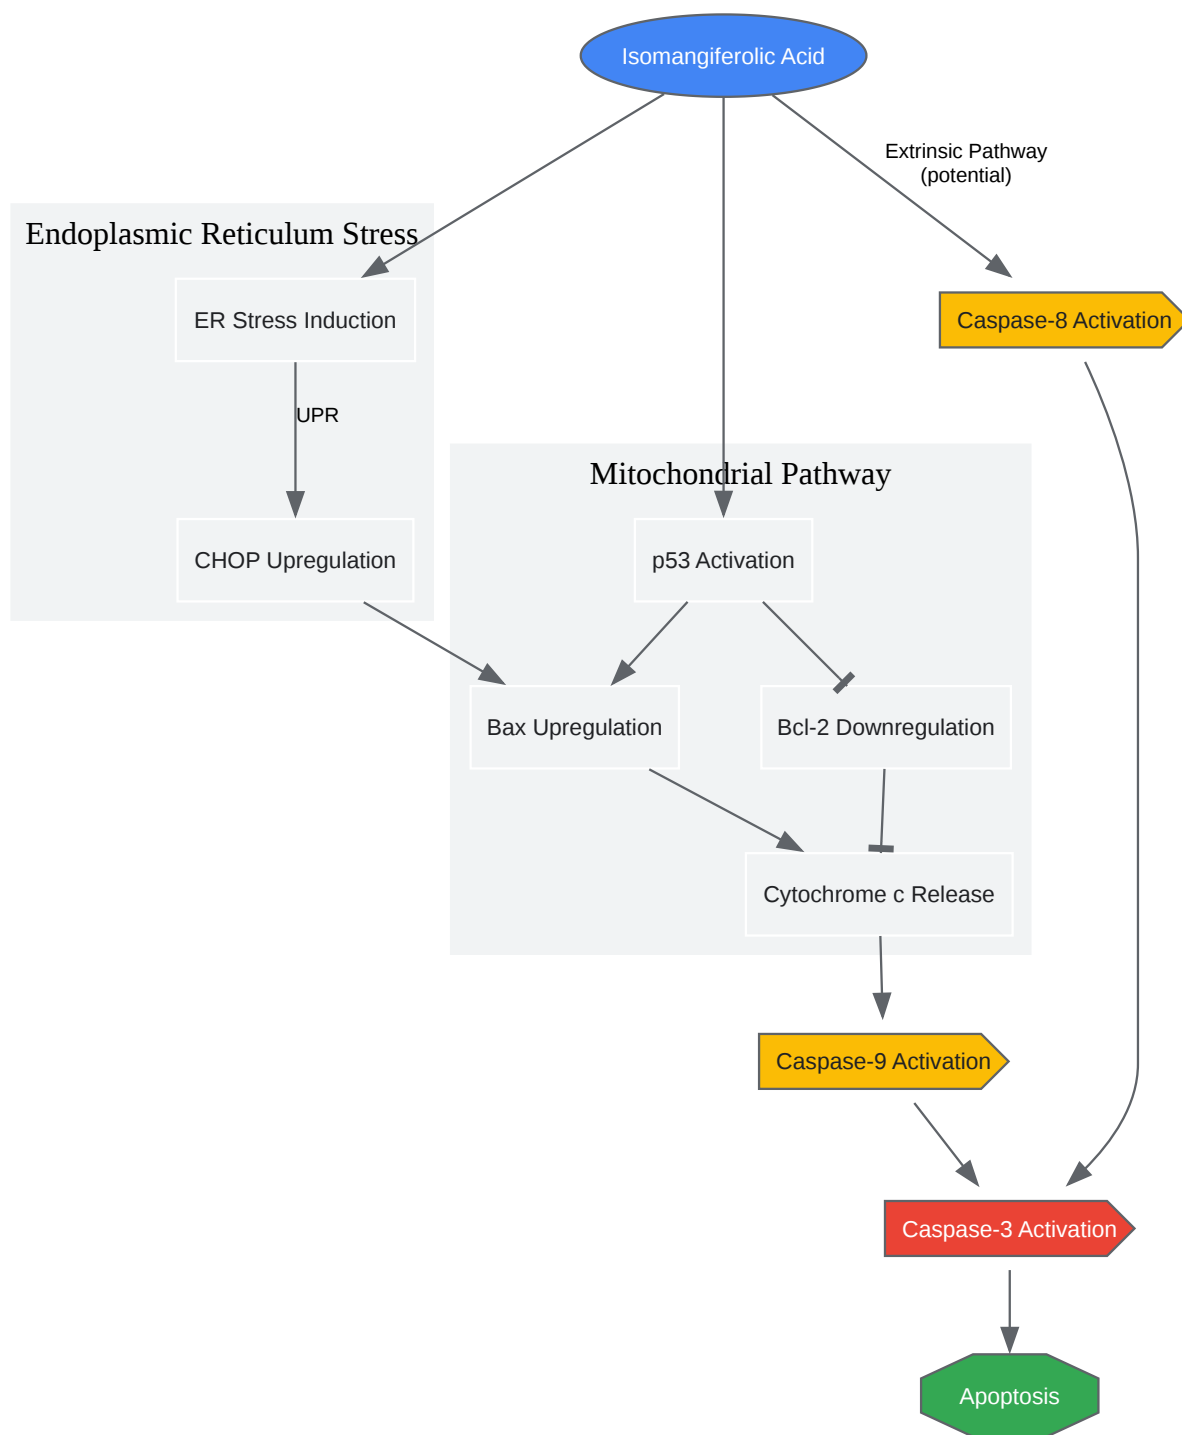 Isomangiferolic Acid
Extrinsic Pathway
(potential)
Endoplasmic Reticulum Stress
ER Stress Induction
Caspase-8 Activation
UPR
Mitochondrial Pathway
CHOP Upregulation
p53 Activation
Bax Upregulation
Bcl-2 Downregulation
Cytochrome c Release
Caspase-9 Activation
Caspase-3 Activation
Apoptosis